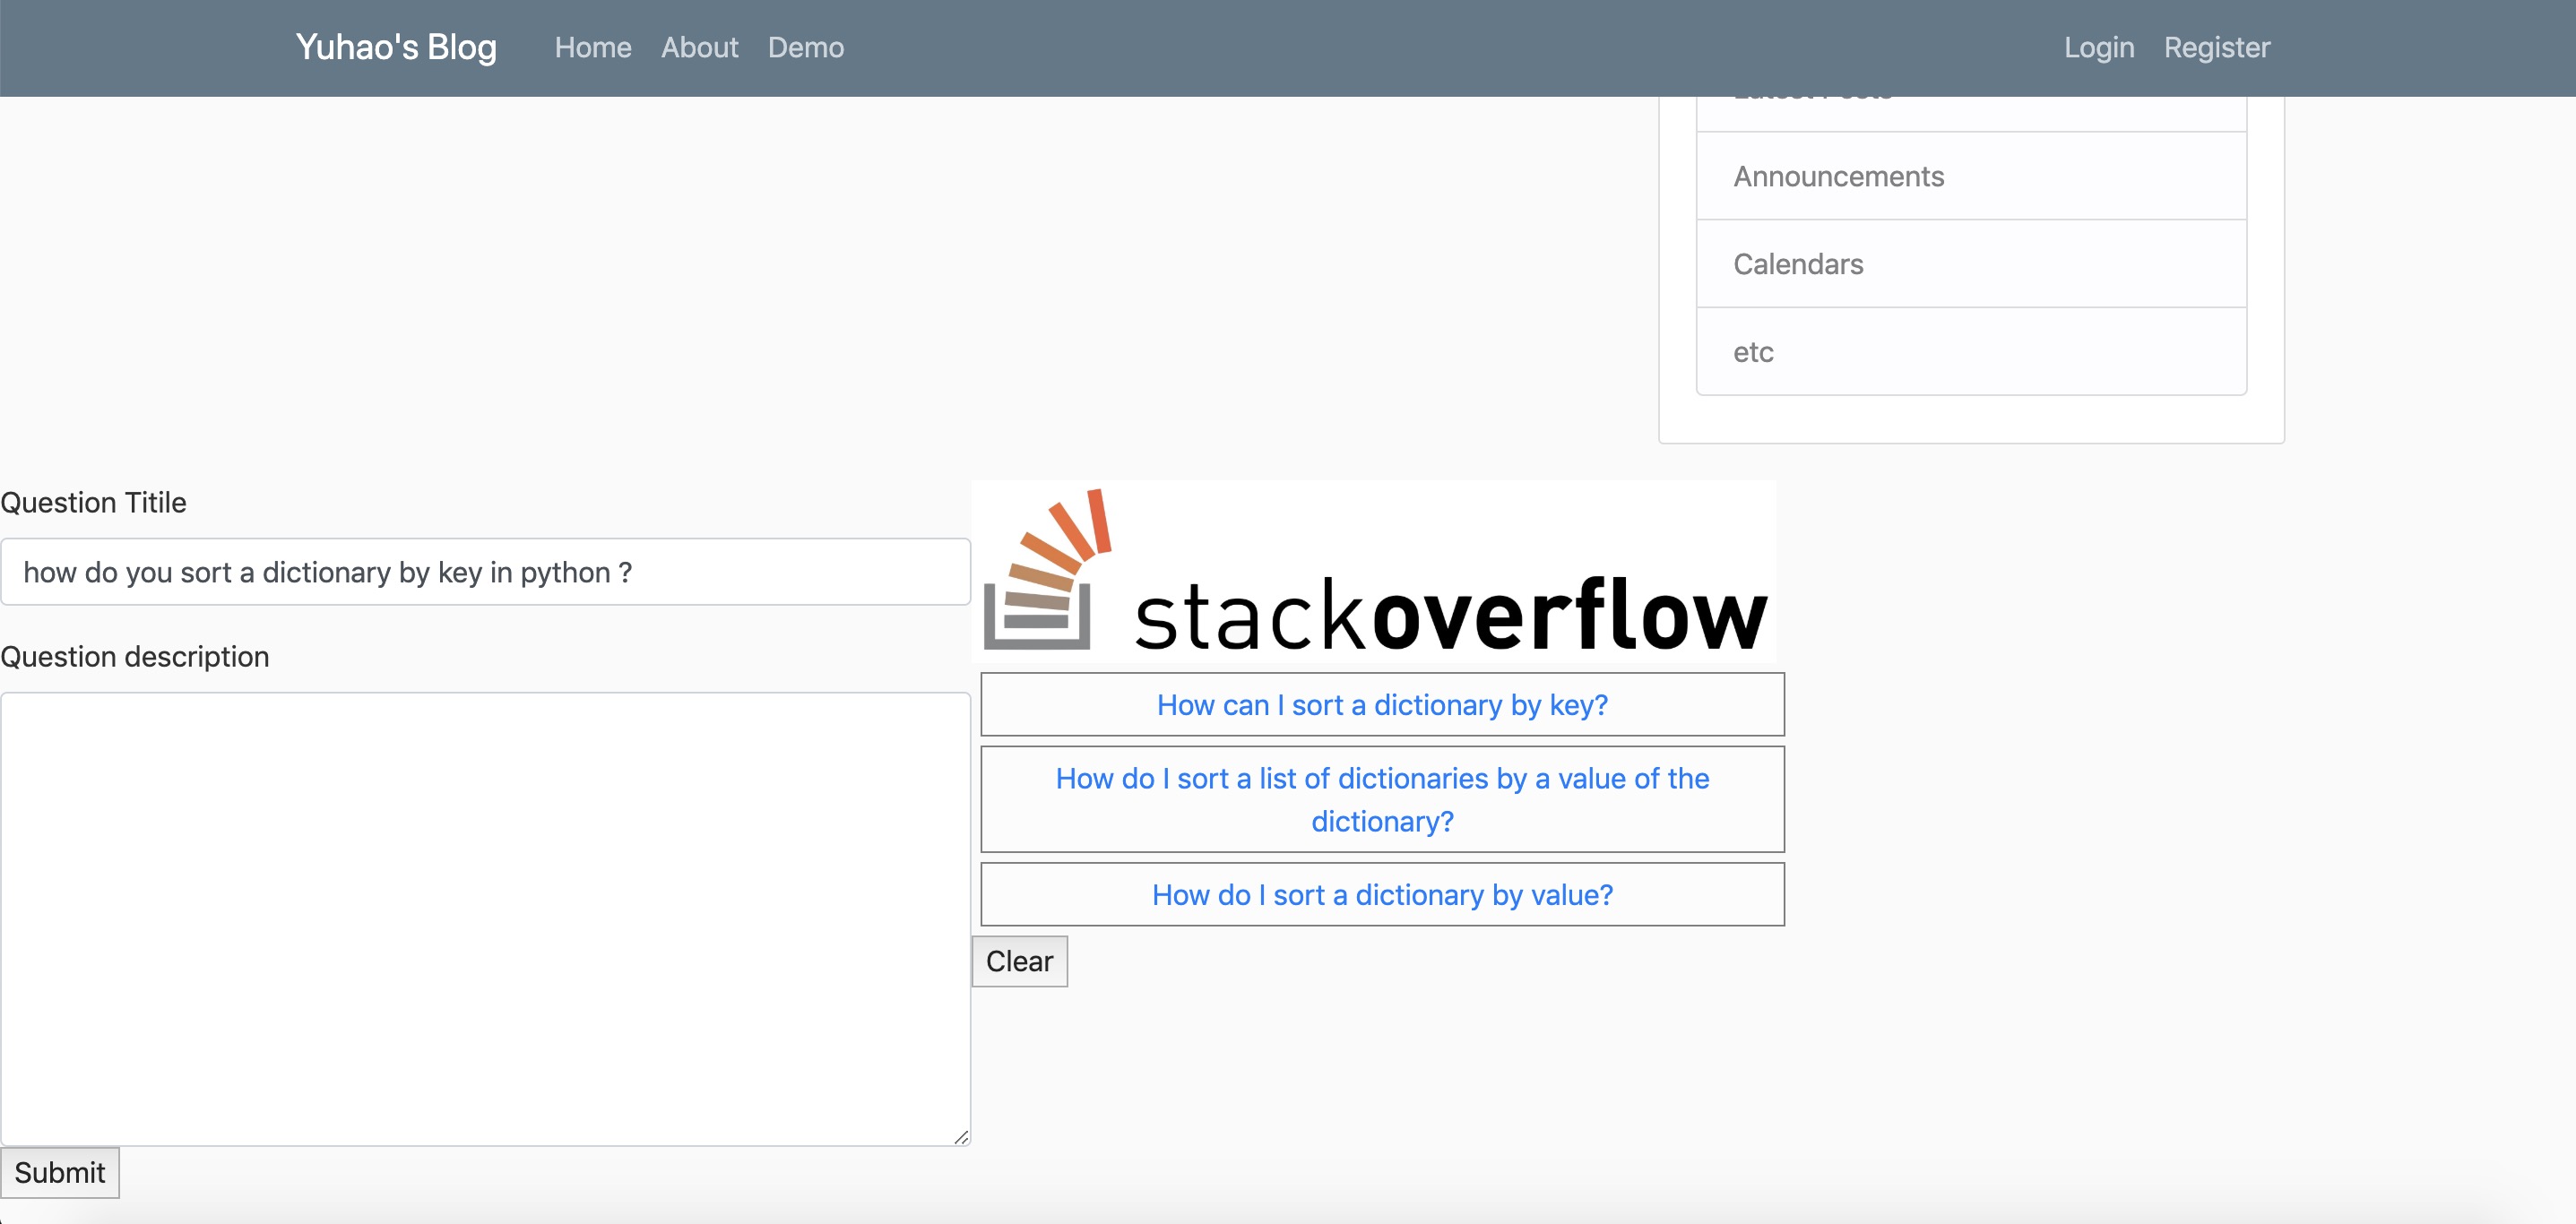 Yuhao's Blog Home About Demo Login Register
Latest Posts
Announcements
Calendars
etc
Question Titile
how do you sort a dictionary by key in python ?
Question description
Submit
stackoverflow
How can I sort a dictionary by key?
How do I sort a list of dictionaries by a value of the
dictionary?
How do I sort a dictionary by value?
Clear